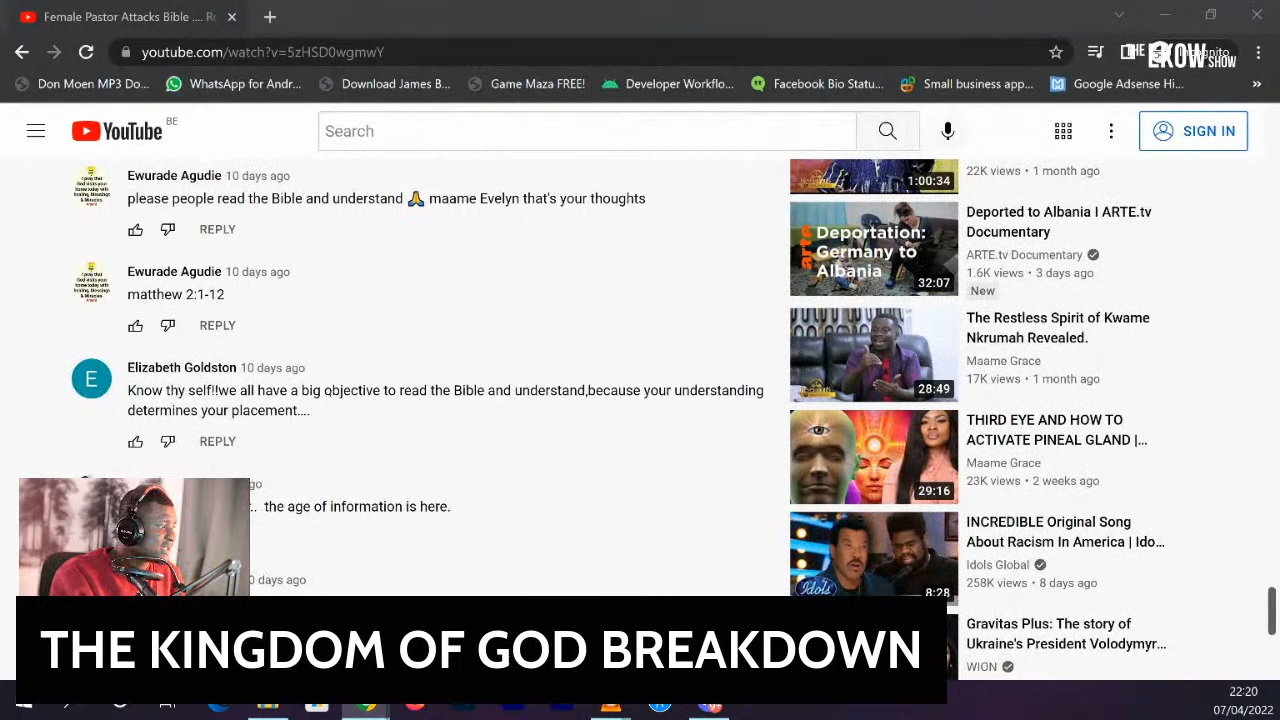 Female Pastor Attacks Bible .... Re
youtube.com/watch?v=5zHSD0wgmwY
THE EKOW SHOW
Don Moen MP3 Do...
WhatsApp for Andr...
Download James B...
Game Maza FREE!
Developer Workflo...
Facebook Bio Statu...
Small business app...
Google Adsense Hi...
YouTube BE
Search
SIGN IN
Ewurade Agudie 10 days ago
please people read the Bible and understand 🙏 maame Evelyn that's your thoughts
REPLY
Ewurade Agudie 10 days ago
matthew 2:1-12
REPLY
Elizabeth Goldston 10 days ago
Know thy self!!we all have a big objective to read the Bible and understand,because your understanding
determines your placement....
REPLY
go
.. the age of information is here.
0 days ago
1:00:34
22K views • 1 month ago
arte
Deportation:
Germany to
Albania
32:07
Deported to Albania I ARTE.tv
Documentary
ARTE.tv Documentary
1.6K views • 3 days ago
New
28:49
The Restless Spirit of Kwame
Nkrumah Revealed.
Maame Grace
17K views • 1 month ago
29:16
THIRD EYE AND HOW TO
ACTIVATE PINEAL GLAND |...
Maame Grace
23K views • 2 weeks ago
Idols
8:28
INCREDIBLE Original Song
About Racism In America | Ido...
Idols Global
258K views • 8 days ago
Gravitas Plus: The story of
Ukraine's President Volodymyr...
WION
THE KINGDOM OF GOD BREAKDOWN
22:20
07/04/2022